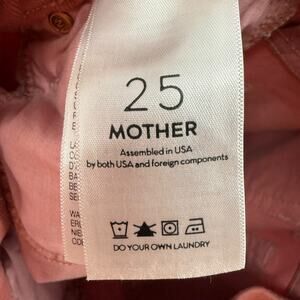 25
MOTHER
Assembled in USA
by both USA and foreign components
DO YOUR OWN LAUNDRY